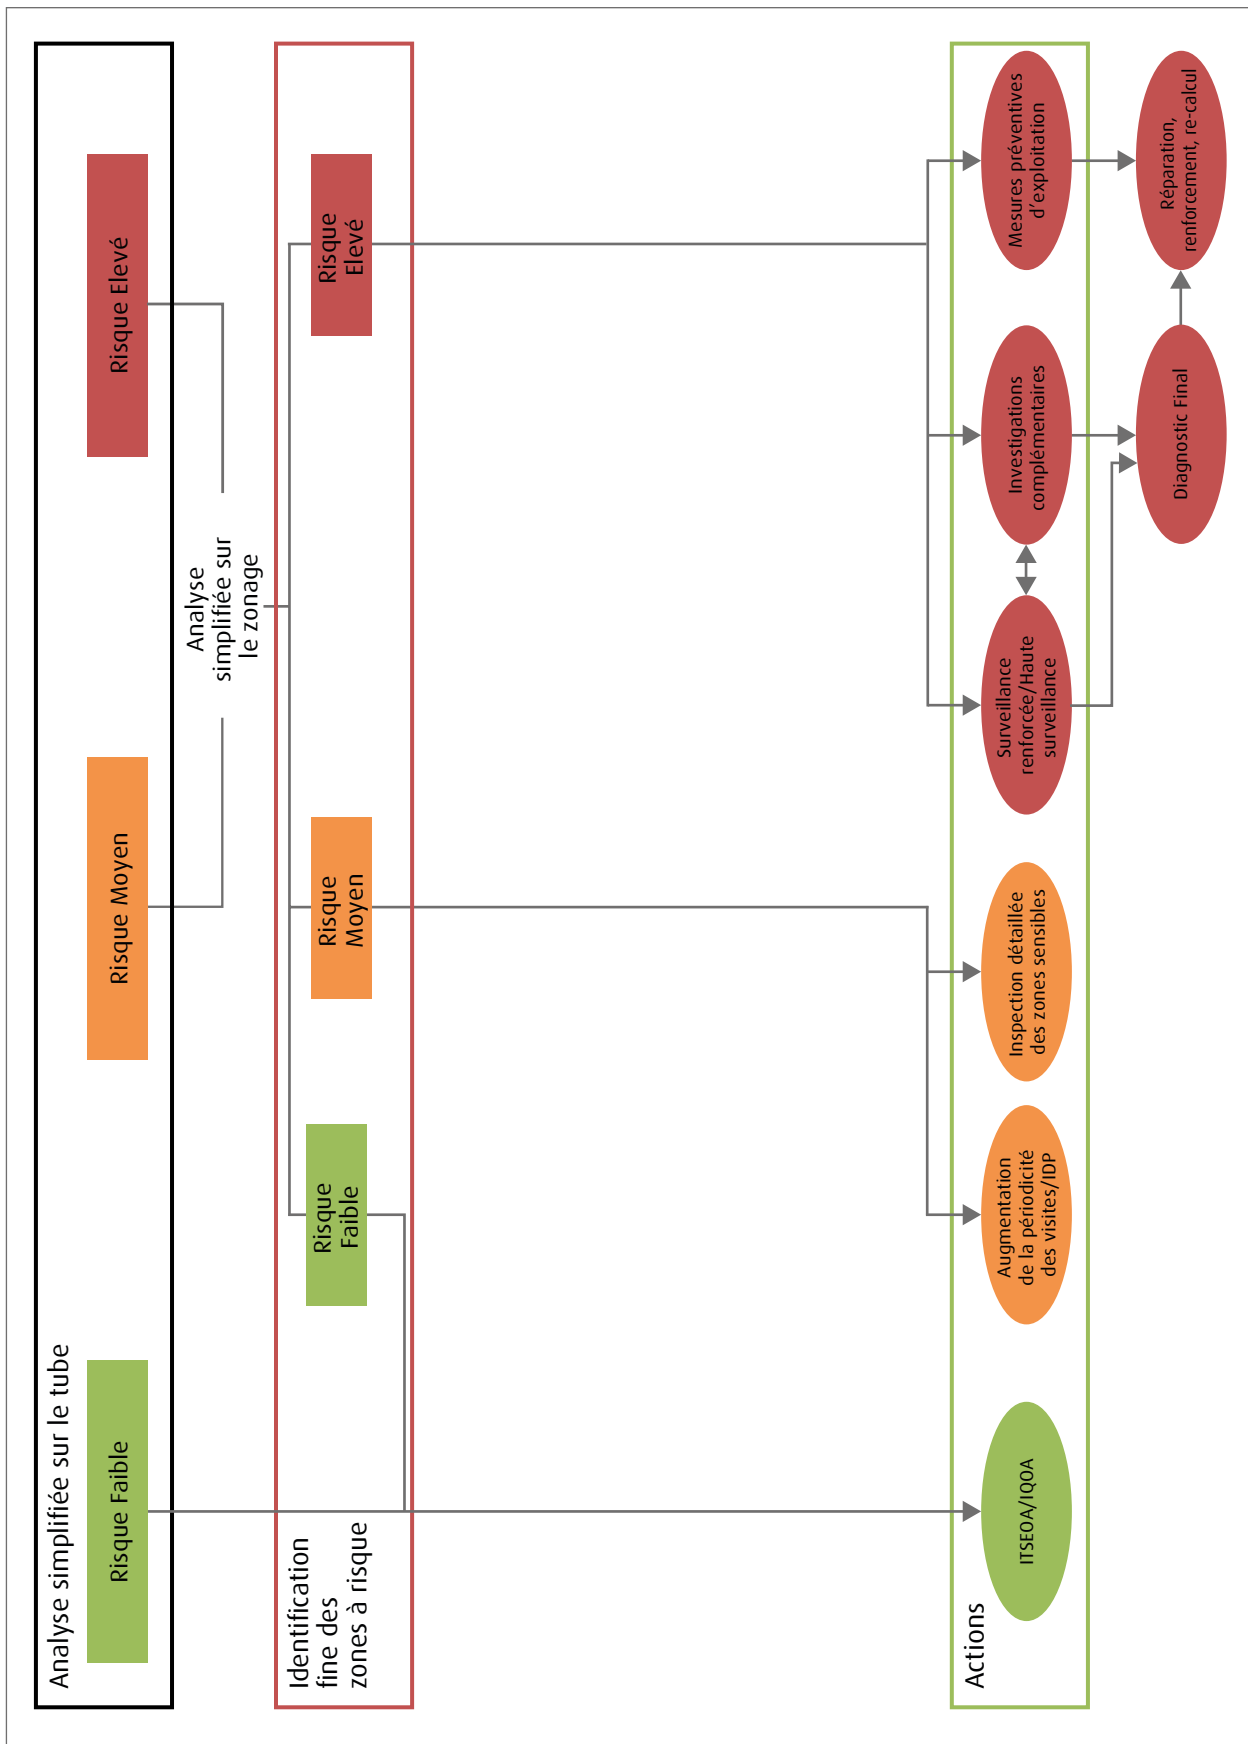 Analyse simplifiée sur le tube
Risque Faible
Risque Moyen
Risque Elevé
Analyse
simplifiée sur
le zonage
Identification
fine des
zones à risque
Risque
Faible
Risque
Moyen
Risque
Elevé
Actions
ITSEOA/IQOA
Augmentation
de la périodicité
des visites/IDP
Inspection détaillée
des zones sensibles
Surveillance
renforcée/Haute
surveillance
Investigations
complémentaires
Mesures préventives
d'exploitation
Diagnostic Final
Réparation,
renforcement, re-calcul